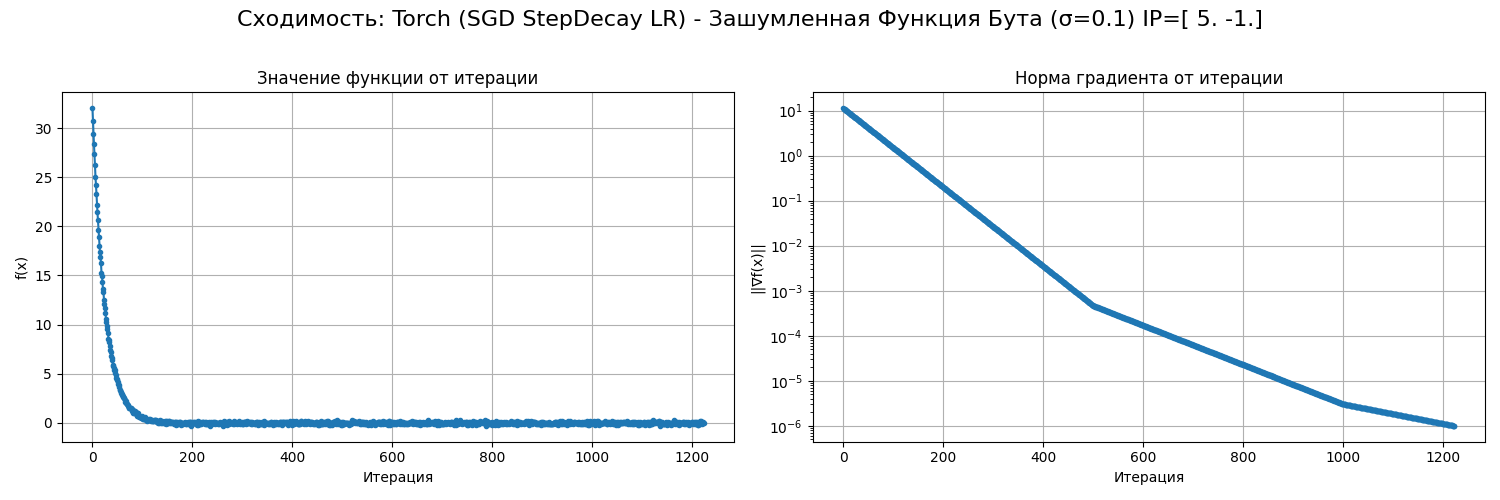 Сходимость: Torch (SGD StepDecay LR) - Зашумленная Функция Бута (σ=0.1) IP=[ 5. -1.]
Значение функции от итерации
f(x)
30
25
20
15
10
5
0
0 200 400 600 800 1000 1200
Итерация
Норма градиента от итерации
||∇f(x)||
10¹
10⁰
10⁻¹
10⁻²
10⁻³
10⁻⁴
10⁻⁵
10⁻⁶
0 200 400 600 800 1000 1200
Итерация